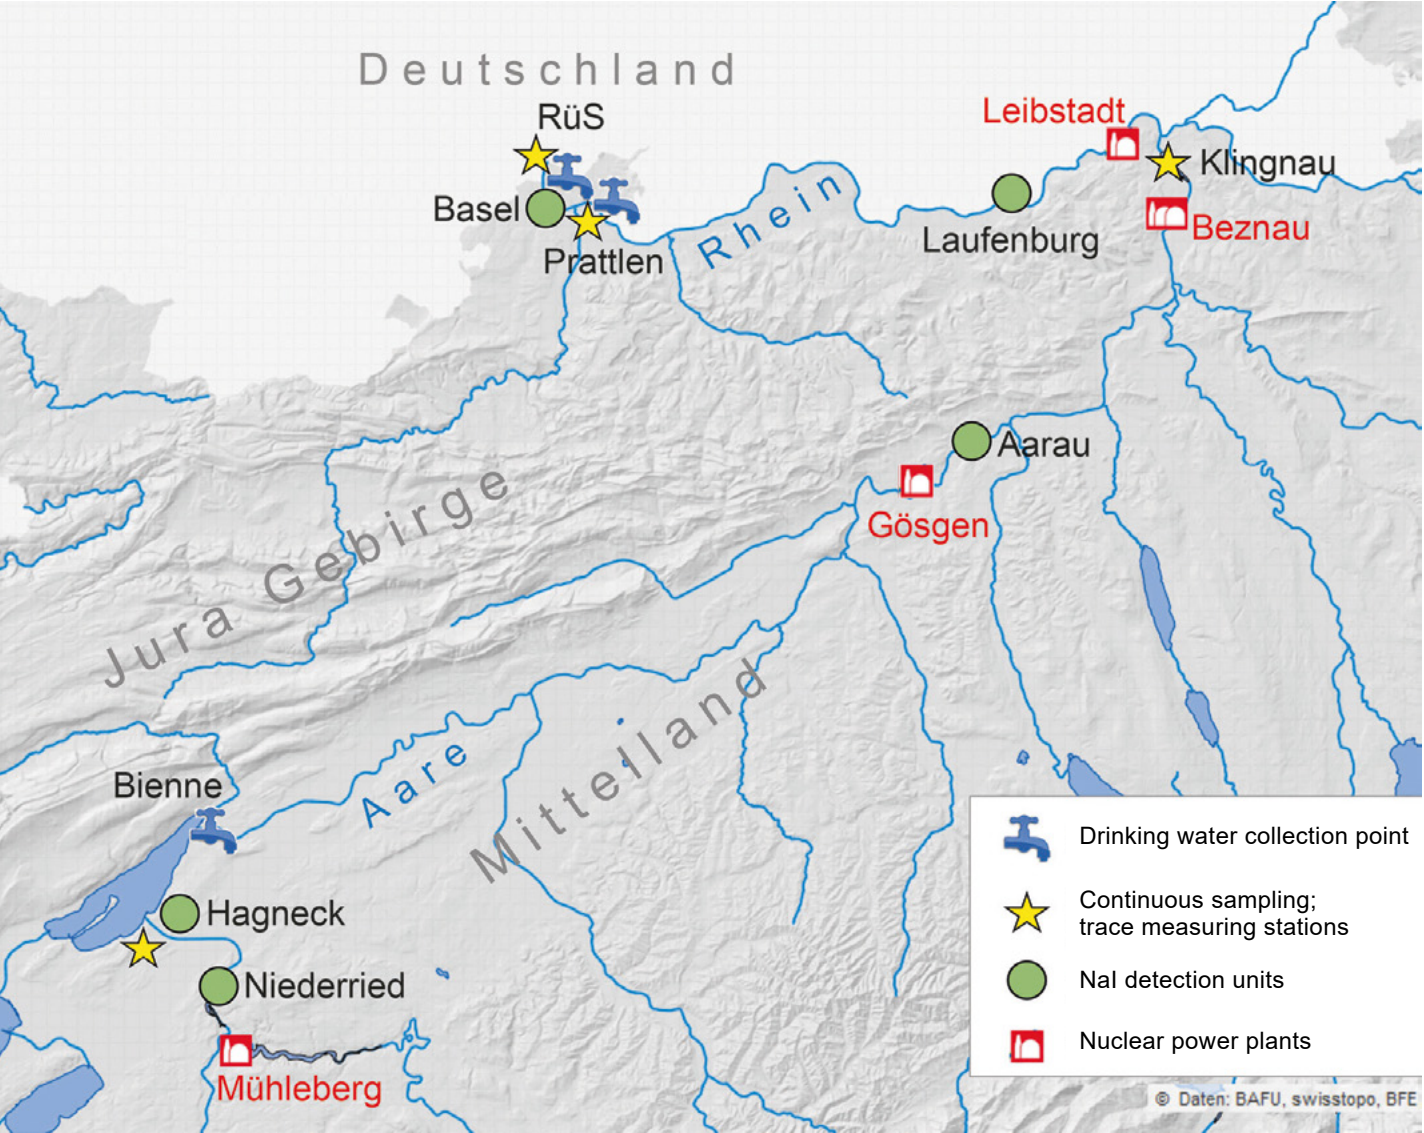 Deutschland
RüS
Leibstadt
Klingnau
Basel
Rhein
Beznau
Laufenburg
Prattlen
Aarau
Jura Gebirge
Gösgen
Mittelland
Aare
Bienne
Drinking water collection point
Continuous sampling;
trace measuring stations
Hagneck
NaI detection units
Niederried
Nuclear power plants
Mühleberg
© Daten: BAFU, swisstopo, BFE